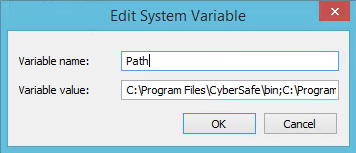 Edit System Variable
Variable name: Path
Variable value: C:\Program Files\CyberSafe\bin;C:\Program
OK Cancel